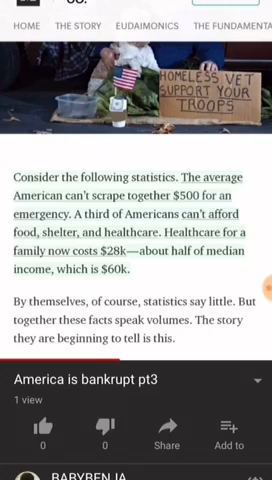 HOME THE STORY EUDAIMONICS THE FUNDAMENTA
HOMELESS VET
SUPPORT YOUR
TROOPS
Consider the following statistics. The average
American can't scrape together $500 for an
emergency. A third of Americans can't afford
food, shelter, and healthcare. Healthcare for a
family now costs $28k—about half of median
income, which is $60k.
By themselves, of course, statistics say little. But
together these facts speak volumes. The story
they are beginning to tell is this.
America is bankrupt pt3
1 view
0 0 Share Add to
BABYBENJA